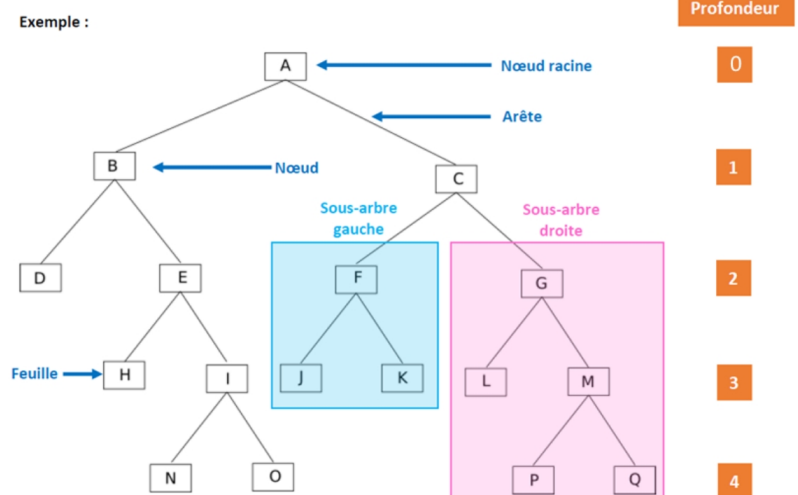 Profondeur
Exemple :
A
Nœud racine
0
Arête
B
Nœud
C
1
Sous-arbre
gauche
Sous-arbre
droite
D
E
F
G
2
Feuille
H
I
J
K
L
M
3
N
O
P
Q
4